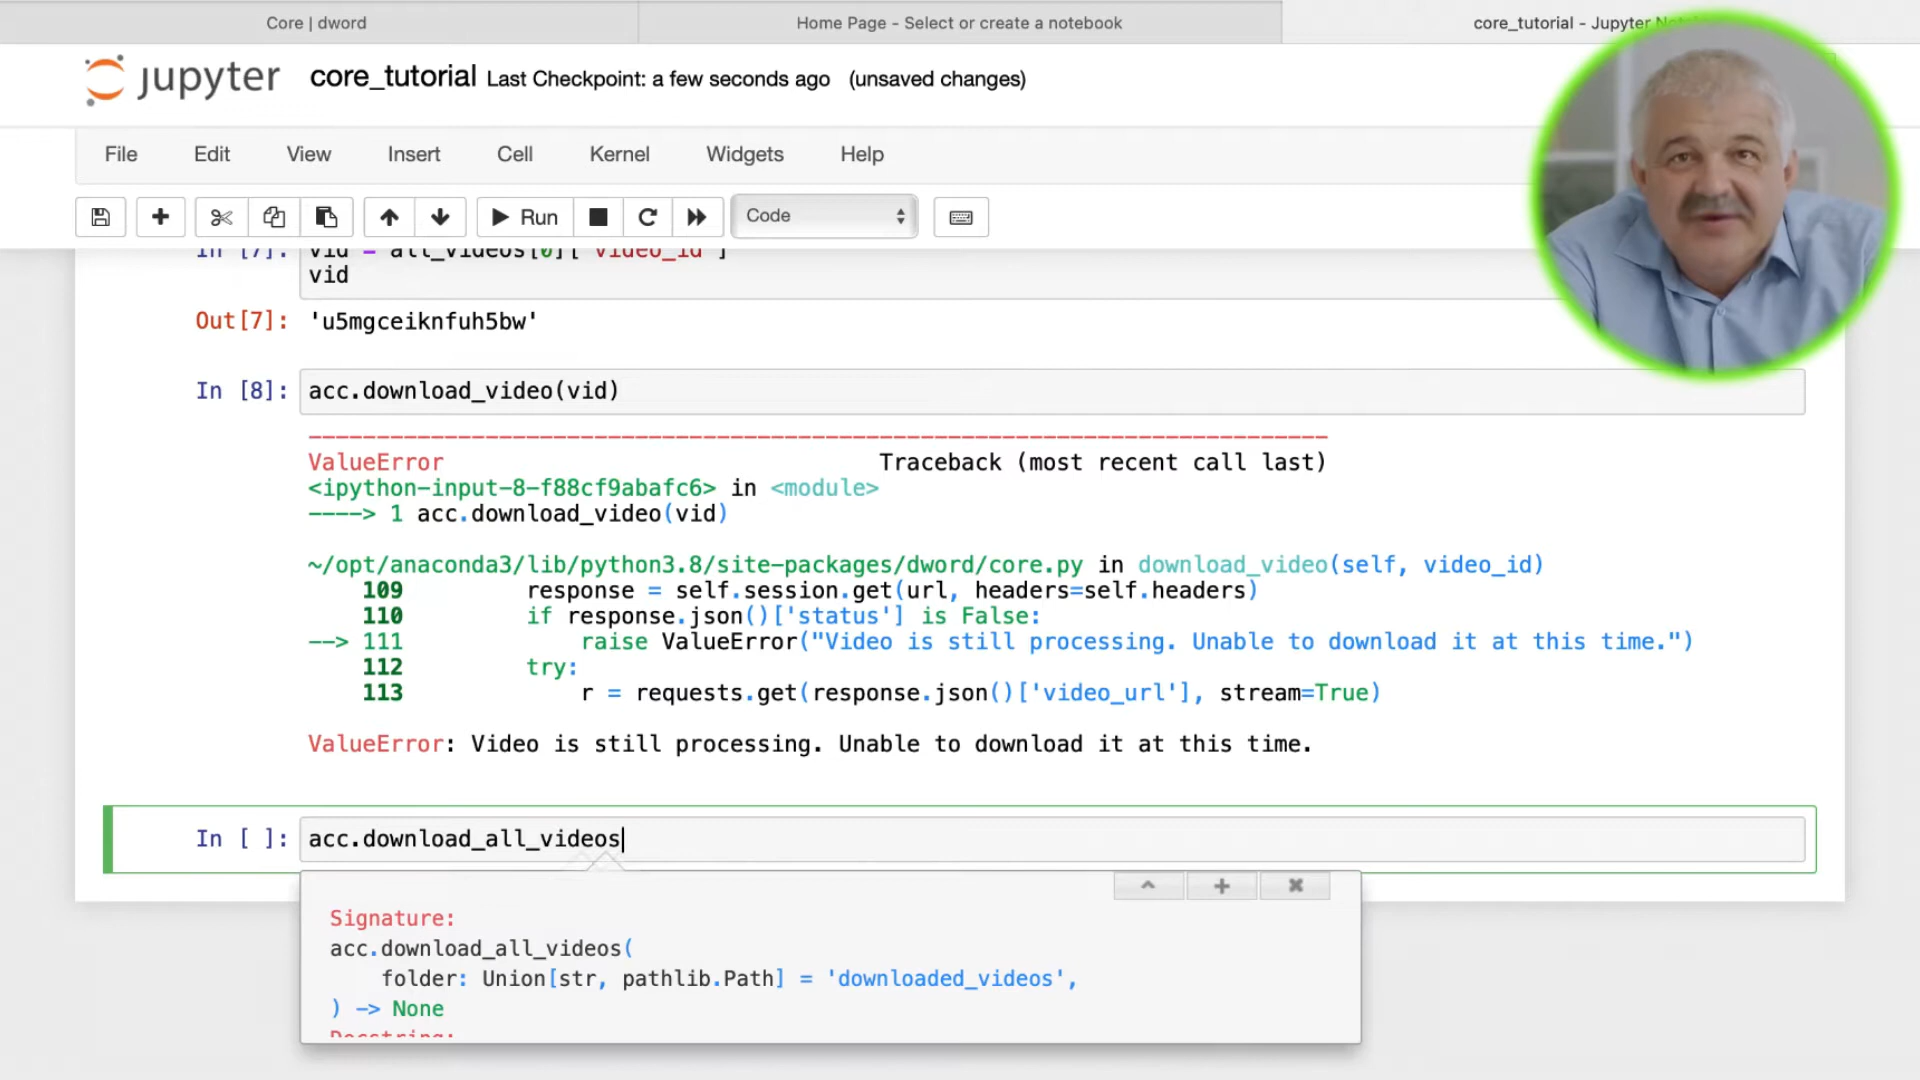 Core | dword
Home Page - Select or create a notebook
core_tutorial - Jupyter
jupyter core_tutorial Last Checkpoint: a few seconds ago (unsaved changes)
File Edit View Insert Cell Kernel Widgets Help
Run Code
In [7]: vid = all_videos[0]['video_id']
vid
Out[7]: 'u5mgceiknfuh5bw'
In [8]: acc.download_video(vid)
ValueError Traceback (most recent call last)
<ipython-input-8-f88cf9abafc6> in <module>
----> 1 acc.download_video(vid)
~/opt/anaconda3/lib/python3.8/site-packages/dword/core.py in download_video(self, video_id)
109 response = self.session.get(url, headers=self.headers)
110 if response.json()['status'] is False:
--> 111 raise ValueError("Video is still processing. Unable to download it at this time.")
112 try:
113 r = requests.get(response.json()['video_url'], stream=True)
ValueError: Video is still processing. Unable to download it at this time.
In [ ]: acc.download_all_videos
Signature:
acc.download_all_videos(
folder: Union[str, pathlib.Path] = 'downloaded_videos',
) -> None
Docstring: